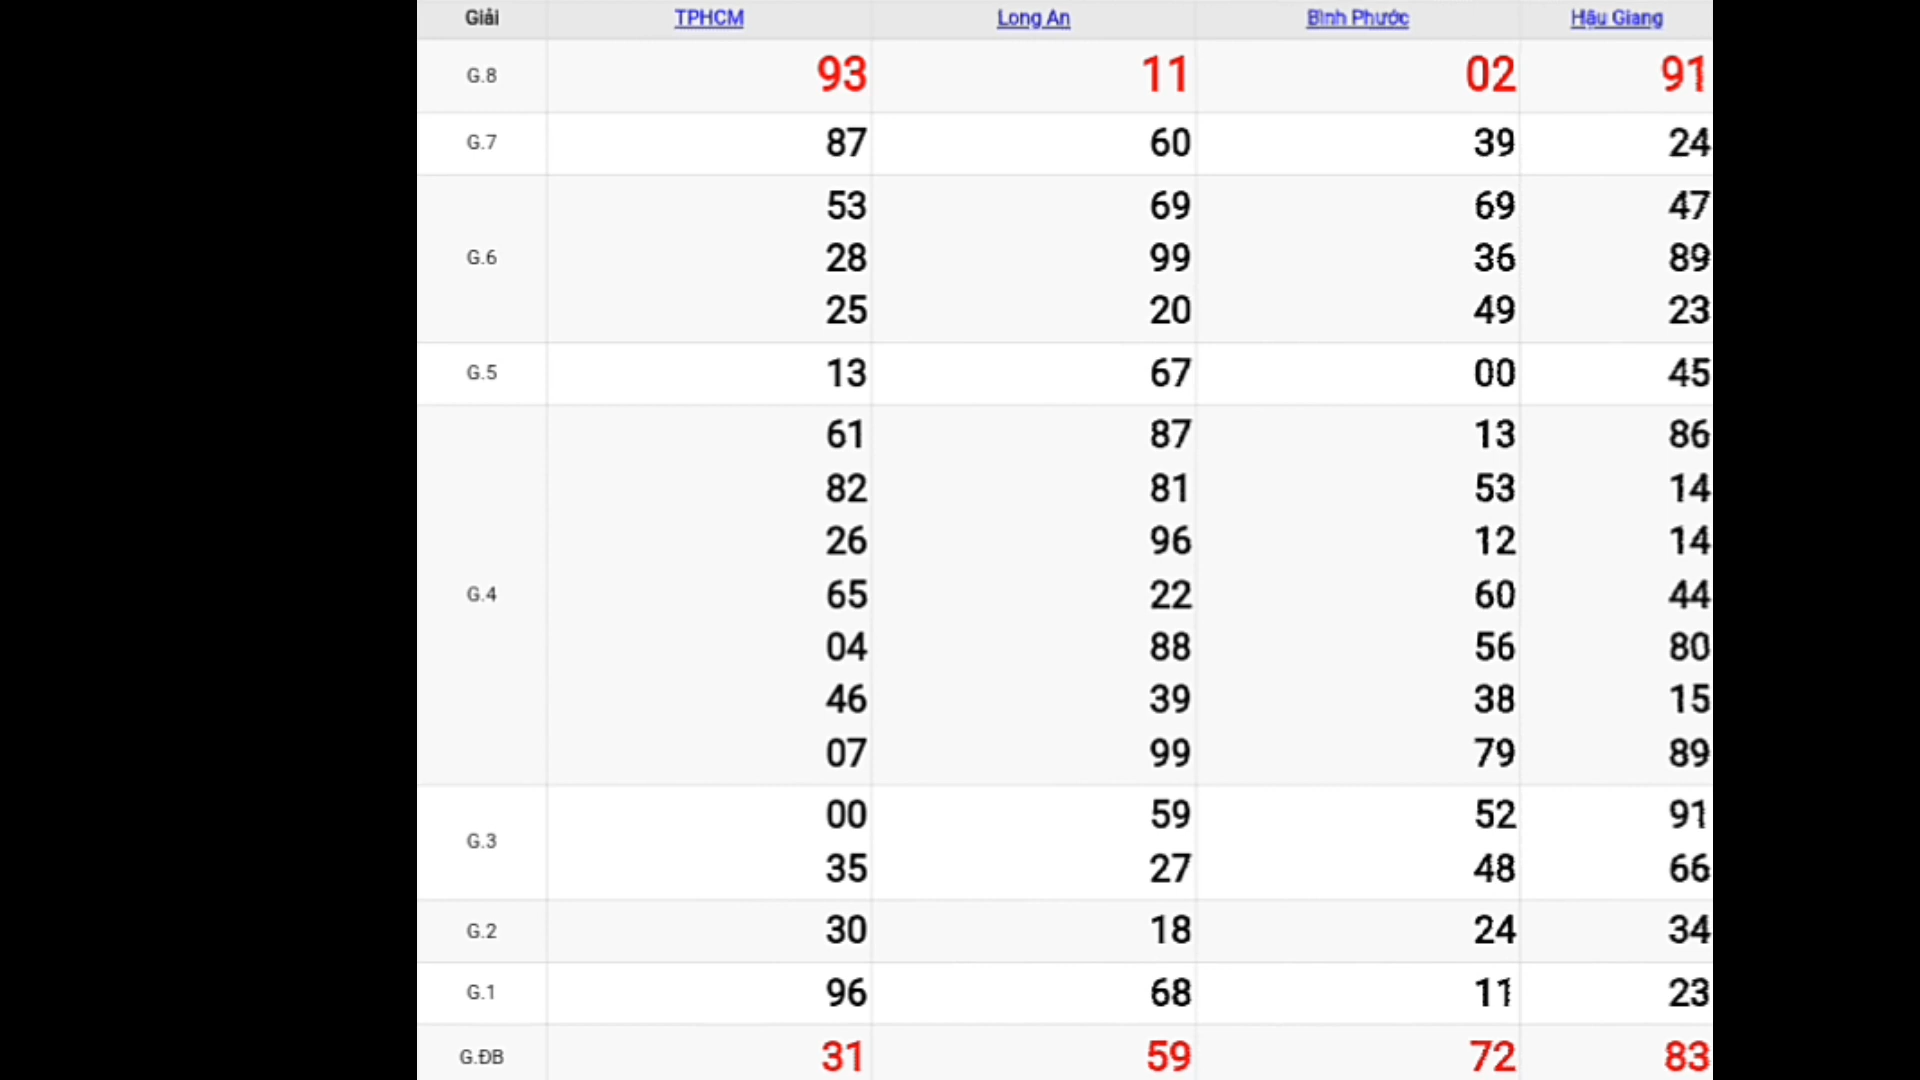 Giải TPHCM Long An Bình Phước Hậu Giang
G.8 93 11 02 91
G.7 87 60 39 24
53 69 69 47
G.6 28 99 36 89
25 20 49 23
G.5 13 67 00 45
61 87 13 86
82 81 53 14
26 96 12 14
G.4 65 22 60 44
04 88 56 80
46 39 38 15
07 99 79 89
00 59 52 91
G.3
35 27 48 66
G.2 30 18 24 34
G.1 96 68 11 23
G.ĐB 31 59 72 83